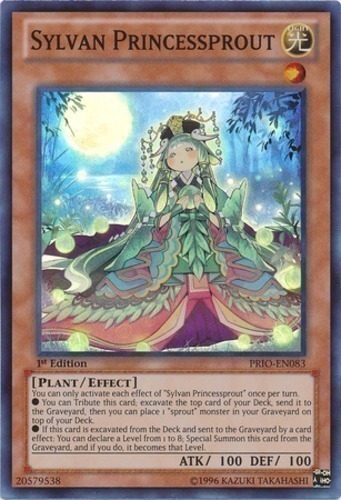 SYLVAN PRINCESSPROUT
LIGHT
光
1st Edition
PRIO-EN083
[PLANT/EFFECT]
You can only activate each effect of "Sylvan Princessprout" once per turn.
● You can Tribute this card; excavate the top card of your Deck, send it to
the Graveyard, then you can place 1 "sprout" monster in your Graveyard on
top of your Deck.
● If this card is excavated from the Deck and sent to the Graveyard by a card
effect: You can declare a Level from 1 to 8; Special Summon this card from the
Graveyard, and if you do, it becomes that Level.
ATK/ 100 DEF/ 100
20579538
©1996 KAZUKI TAKAHASHI